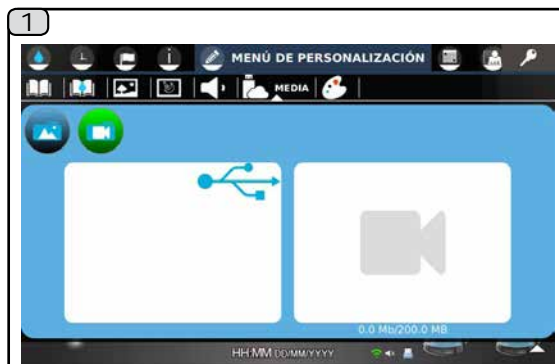 1
MENÚ DE PERSONALIZACIÓN
MEDIA
0.0 Mb/200.0 MB
HH:MM DD/MM/YYYY